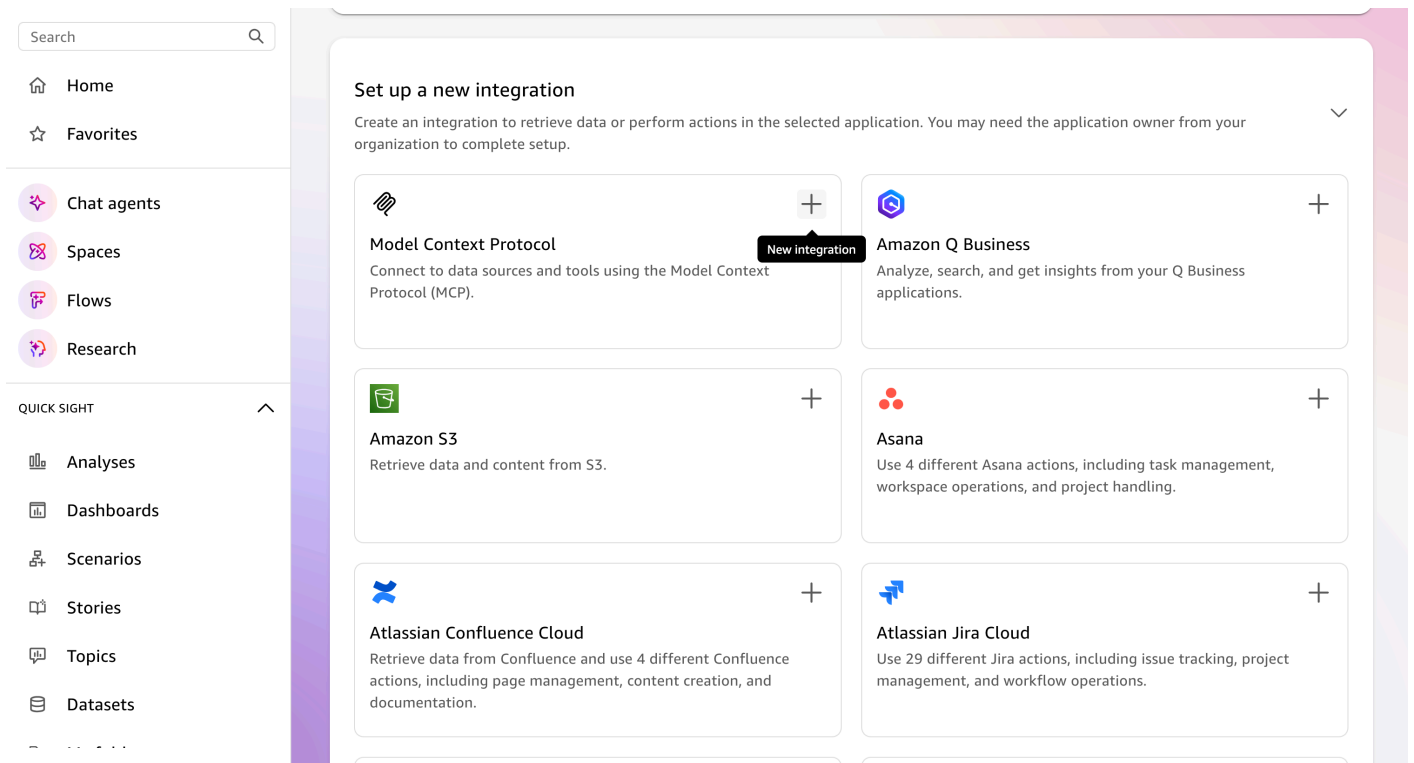 Search
Home
Favorites
Chat agents
Spaces
Flows
Research
QUICK SIGHT
Analyses
Dashboards
Scenarios
Stories
Topics
Datasets
Set up a new integration
Create an integration to retrieve data or perform actions in the selected application. You may need the application owner from your
organization to complete setup.
Model Context Protocol
New integration
Connect to data sources and tools using the Model Context
Protocol (MCP).
Amazon Q Business
Analyze, search, and get insights from your Q Business
applications.
Amazon S3
Retrieve data and content from S3.
Asana
Use 4 different Asana actions, including task management,
workspace operations, and project handling.
Atlassian Confluence Cloud
Retrieve data from Confluence and use 4 different Confluence
actions, including page management, content creation, and
documentation.
Atlassian Jira Cloud
Use 29 different Jira actions, including issue tracking, project
management, and workflow operations.